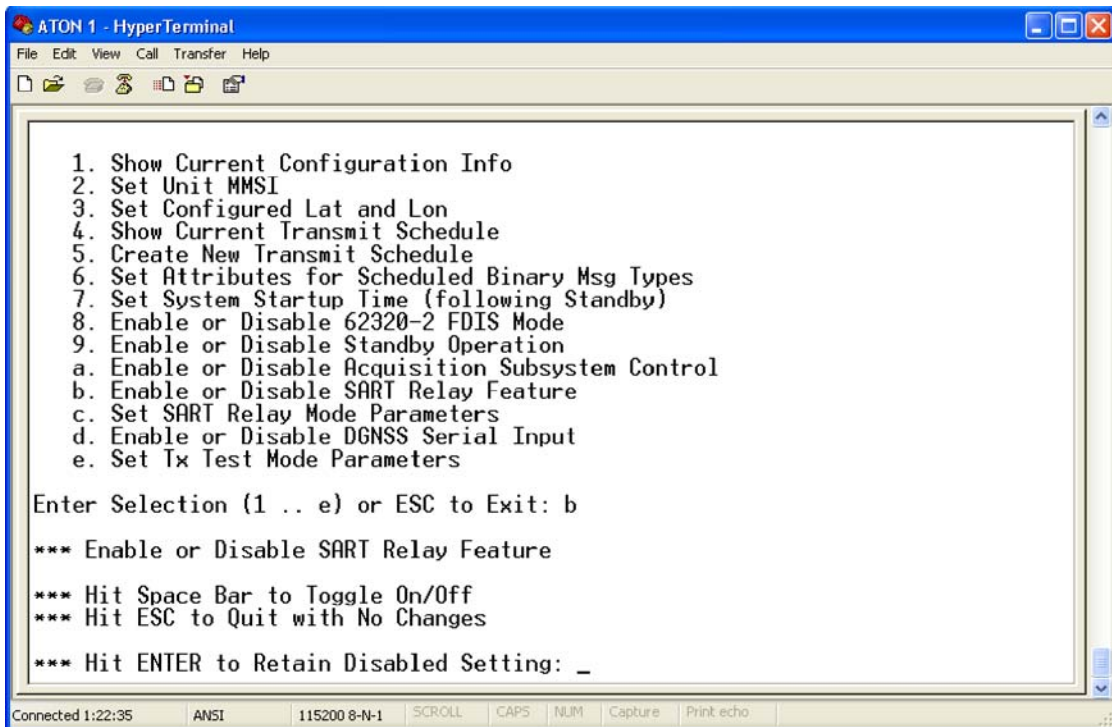 ATON 1 - HyperTerminal
File Edit View Call Transfer Help
1. Show Current Configuration Info
2. Set Unit MMSI
3. Set Configured Lat and Lon
4. Show Current Transmit Schedule
5. Create New Transmit Schedule
6. Set Attributes for Scheduled Binary Msg Types
7. Set System Startup Time (following Standby)
8. Enable or Disable 62320-2 FDIS Mode
9. Enable or Disable Standby Operation
a. Enable or Disable Acquisition Subsystem Control
b. Enable or Disable SART Relay Feature
c. Set SART Relay Mode Parameters
d. Enable or Disable DGNSS Serial Input
e. Set Tx Test Mode Parameters
Enter Selection (1 .. e) or ESC to Exit: b
*** Enable or Disable SART Relay Feature
*** Hit Space Bar to Toggle On/Off
*** Hit ESC to Quit with No Changes
*** Hit ENTER to Retain Disabled Setting: _
Connected 1:22:35 ANSI 115200 8-N-1 SCROLL CAPS NUM Capture Print echo